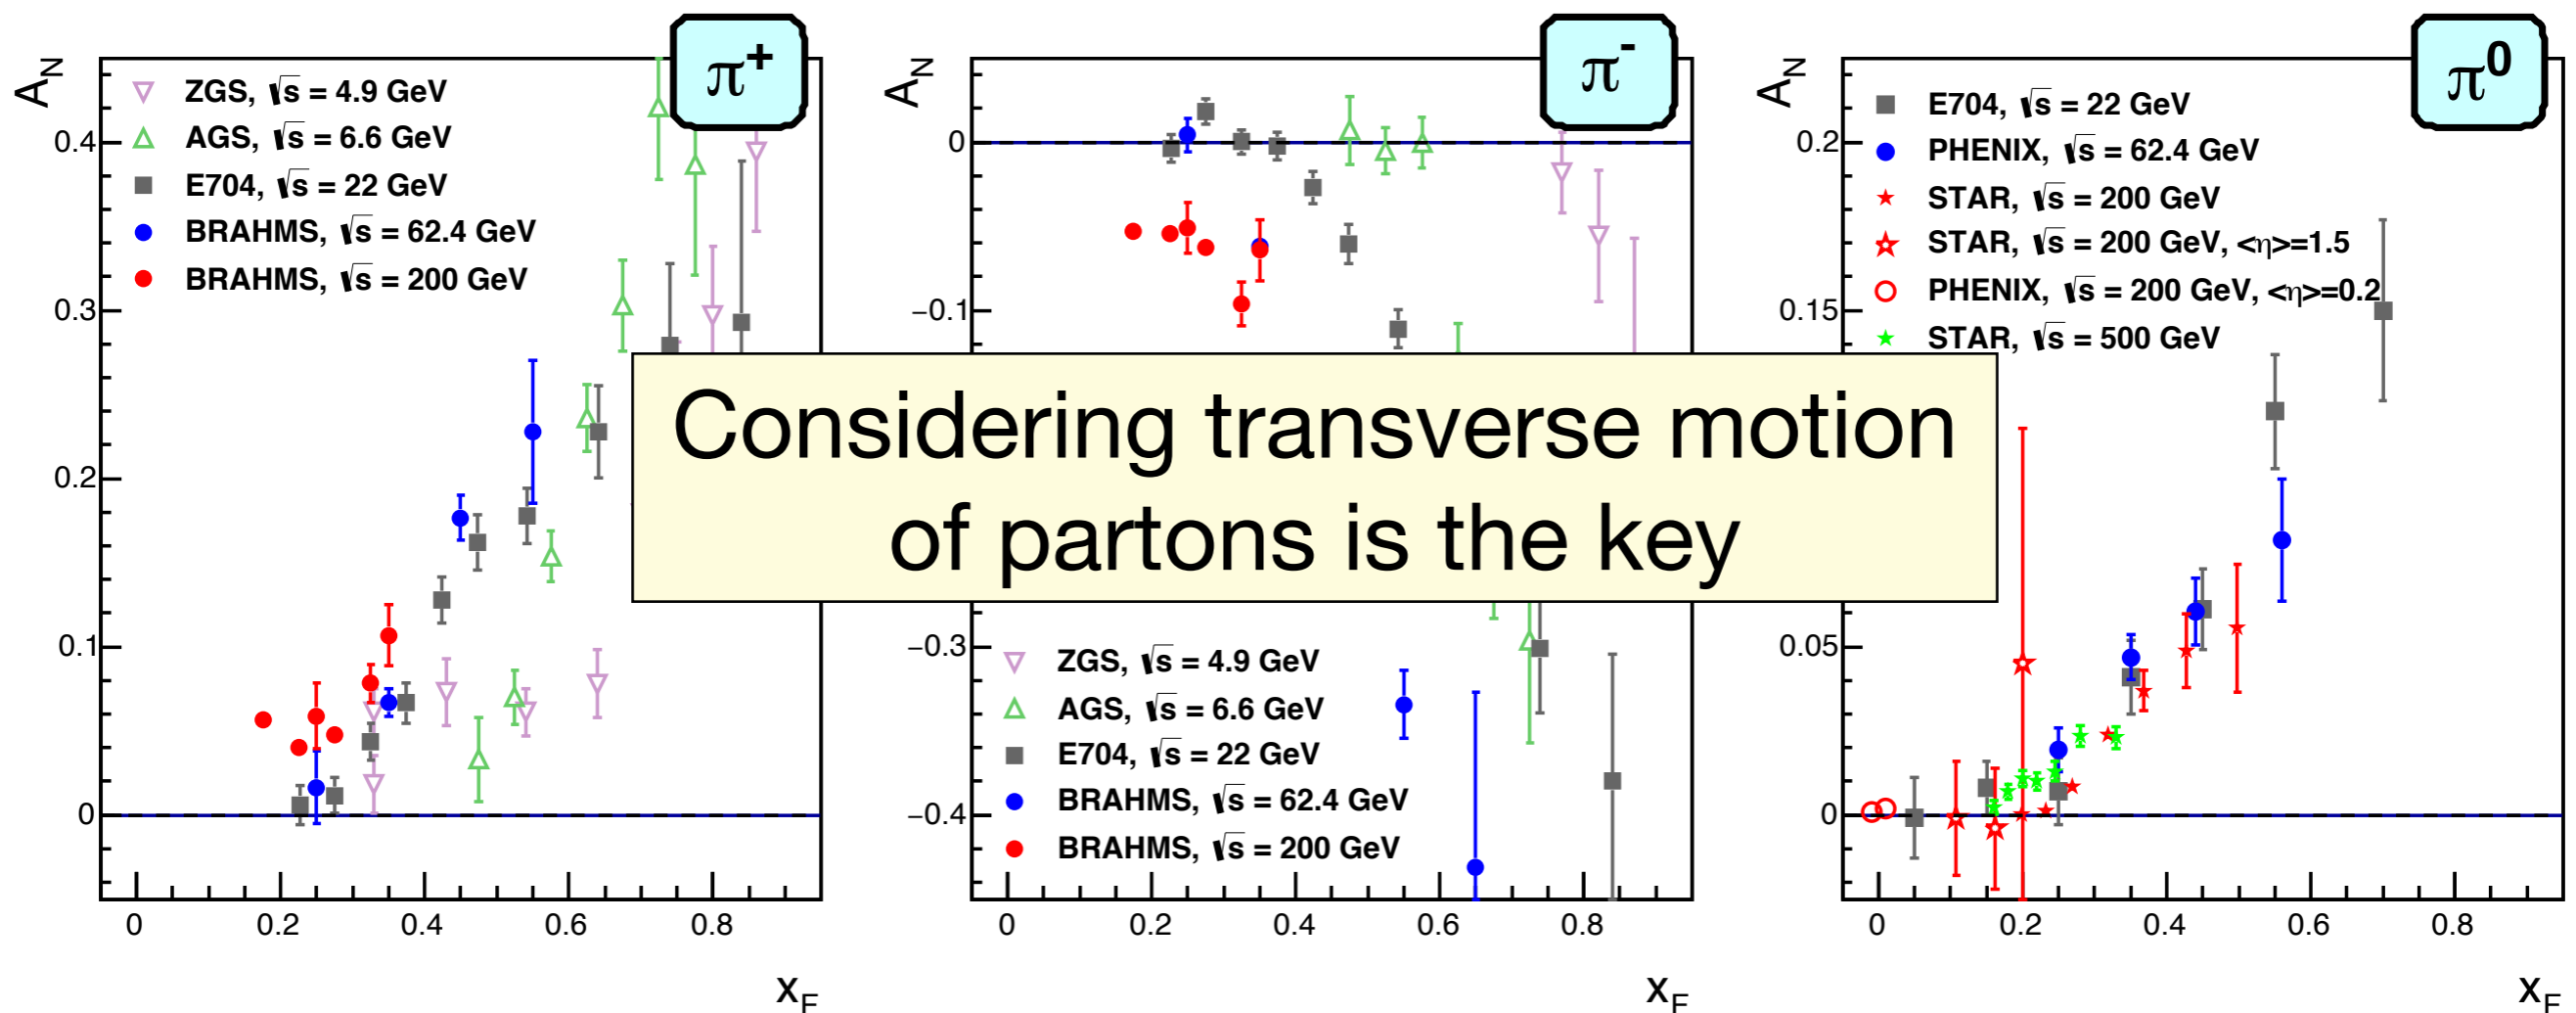 π+
A_N
ZGS, √s = 4.9 GeV
AGS, √s = 6.6 GeV
E704, √s = 22 GeV
BRAHMS, √s = 62.4 GeV
BRAHMS, √s = 200 GeV
0.4
0.3
0.2
0.1
0
0 0.2 0.4 0.6 0.8
x_F
π-
A_N
0
−0.1
−0.3
−0.4
ZGS, √s = 4.9 GeV
AGS, √s = 6.6 GeV
E704, √s = 22 GeV
BRAHMS, √s = 62.4 GeV
BRAHMS, √s = 200 GeV
0 0.2 0.4 0.6 0.8
x_F
π0
A_N
E704, √s = 22 GeV
PHENIX, √s = 62.4 GeV
STAR, √s = 200 GeV
STAR, √s = 200 GeV, <η>=1.5
PHENIX, √s = 200 GeV, <η>=0.2
STAR, √s = 500 GeV
0.2
0.15
0.05
0
0 0.2 0.4 0.6 0.8
x_F
Considering transverse motion
of partons is the key